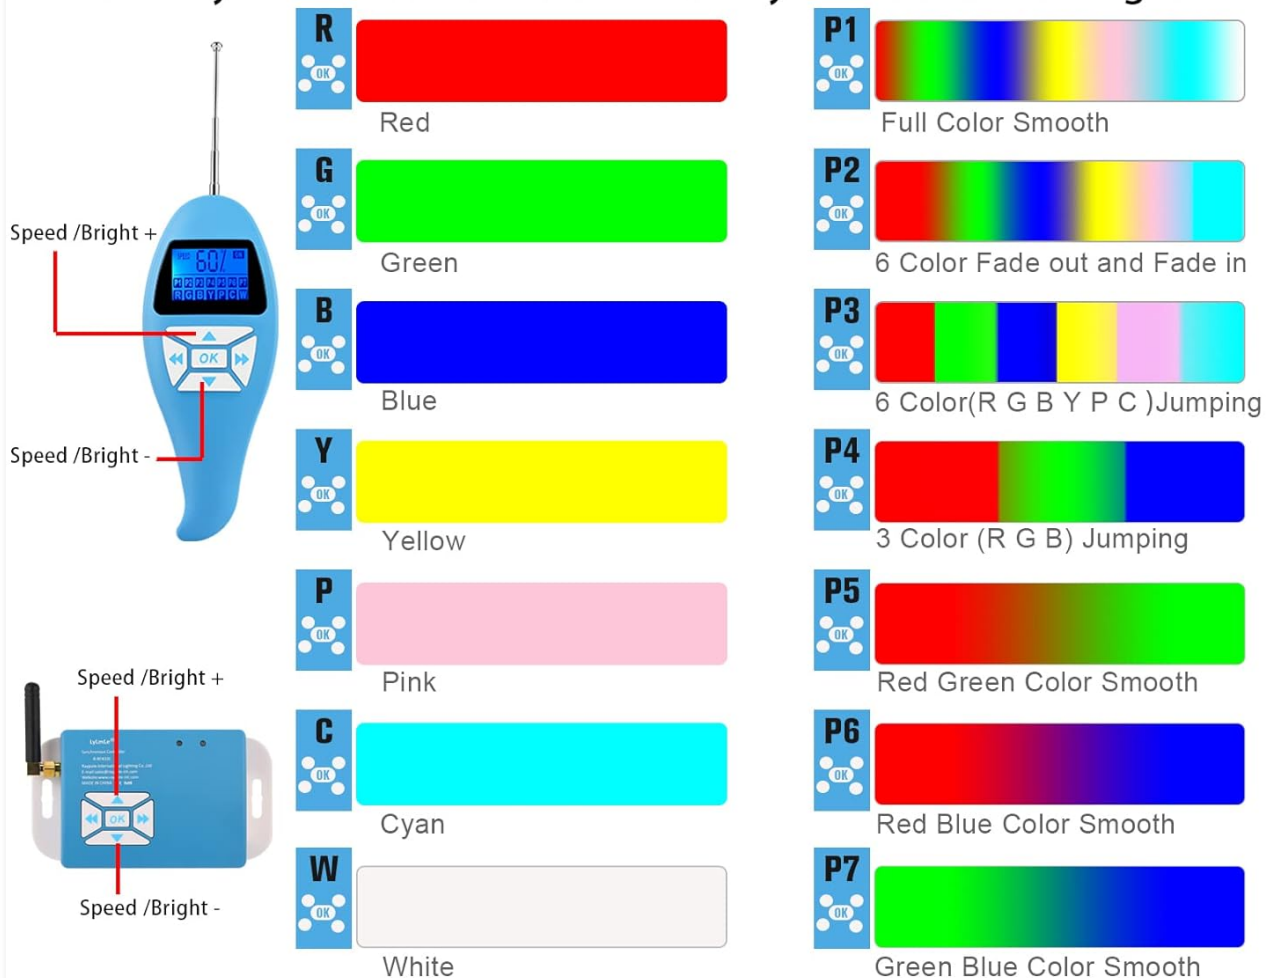 R
OK
Red
G
OK
Green
B
OK
Blue
Y
OK
Yellow
P
OK
Pink
C
OK
Cyan
W
OK
White
P1
OK
Full Color Smooth
P2
OK
6 Color Fade out and Fade in
P3
OK
6 Color(R G B Y P C )Jumping
P4
OK
3 Color (R G B) Jumping
P5
OK
Red Green Color Smooth
P6
OK
Red Blue Color Smooth
P7
OK
Green Blue Color Smooth
Speed /Bright +
60%
R G B Y P C W
OK
Speed /Bright -
Speed /Bright +
LyLmLe
OK
Speed /Bright -